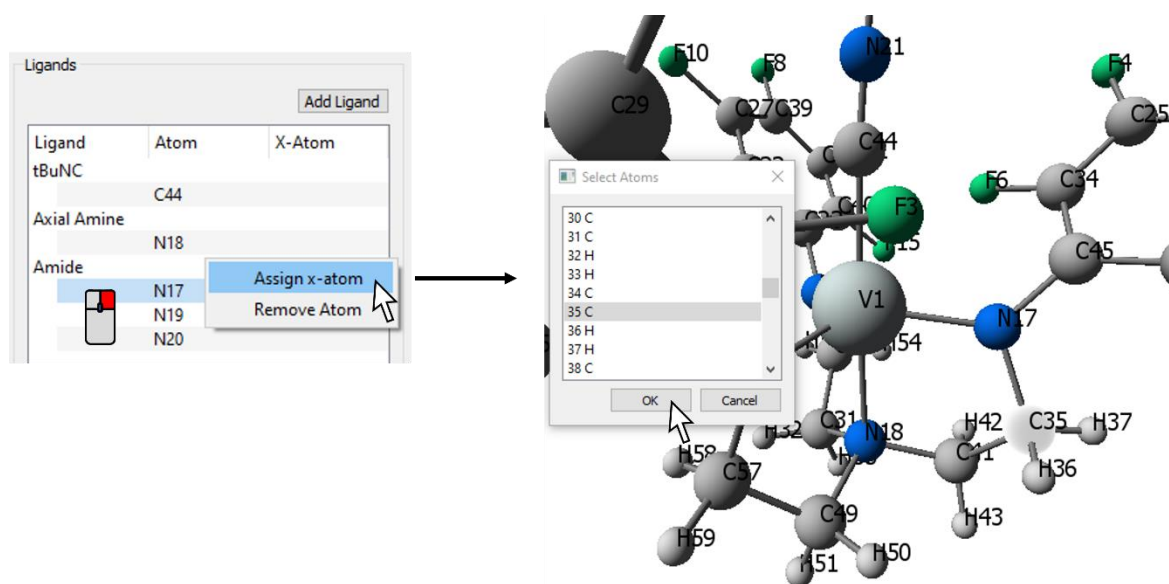 Ligands
Add Ligand
Ligand Atom X-Atom
tBuNC
C44
Axial Amine
N18
Amide
N17
N19
N20
Assign x-atom
Remove Atom
Select Atoms
30 C
31 C
32 H
33 H
34 C
35 C
36 H
37 H
38 C
OK Cancel
N21
F10
F8
F4
C29
C27
C39
C25
C44
F6
C34
F3
C45
V1
N17
H54
C31
N18
H42
C35
H37
H32
C41
H36
H58
C57
C49
H43
H59
H50
H51